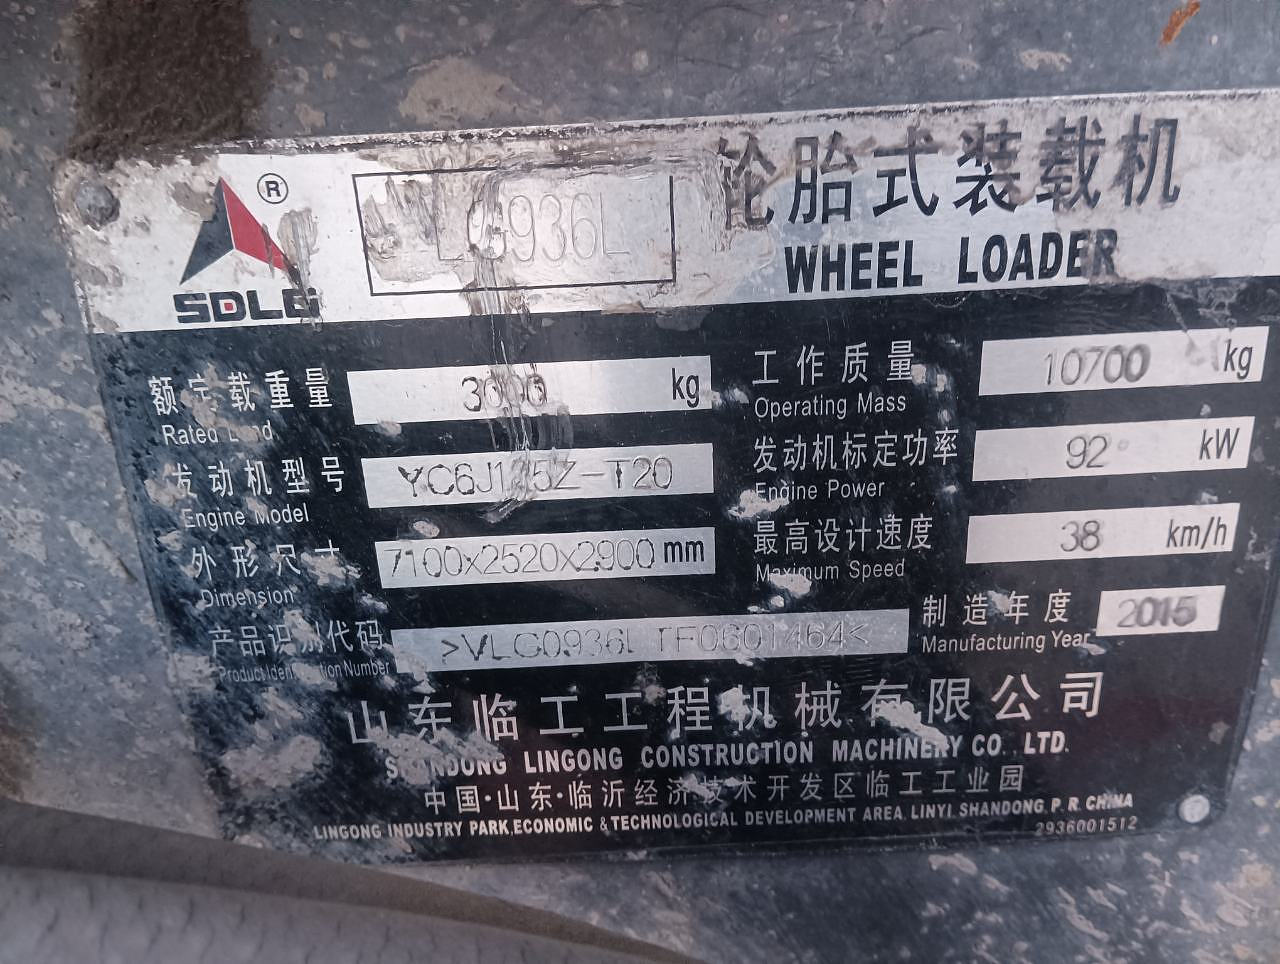 ®
SDLG
LG936L
轮胎式装载机
WHEEL LOADER
额定载重量 3000 kg
Rated Load
工作质量 10700 kg
Operating Mass
发动机型号 YC6J125Z-T20
Engine Model
发动机标定功率 92 kW
Engine Power
外形尺寸 7100x2520x2900 mm
Dimension
最高设计速度 38 km/h
Maximum Speed
产品识别代码
Product Identification Number
制造年度 2015
Manufacturing Year
山东临工工程机械有限公司
SHANDONG LINGONG CONSTRUCTION MACHINERY CO., LTD.
中国·山东·临沂经济技术开发区临工工业园
LINGONG INDUSTRY PARK,ECONOMIC & TECHNOLOGICAL DEVELOPMENT AREA, LINYI SHANDONG, P. R. CHINA
2936001512